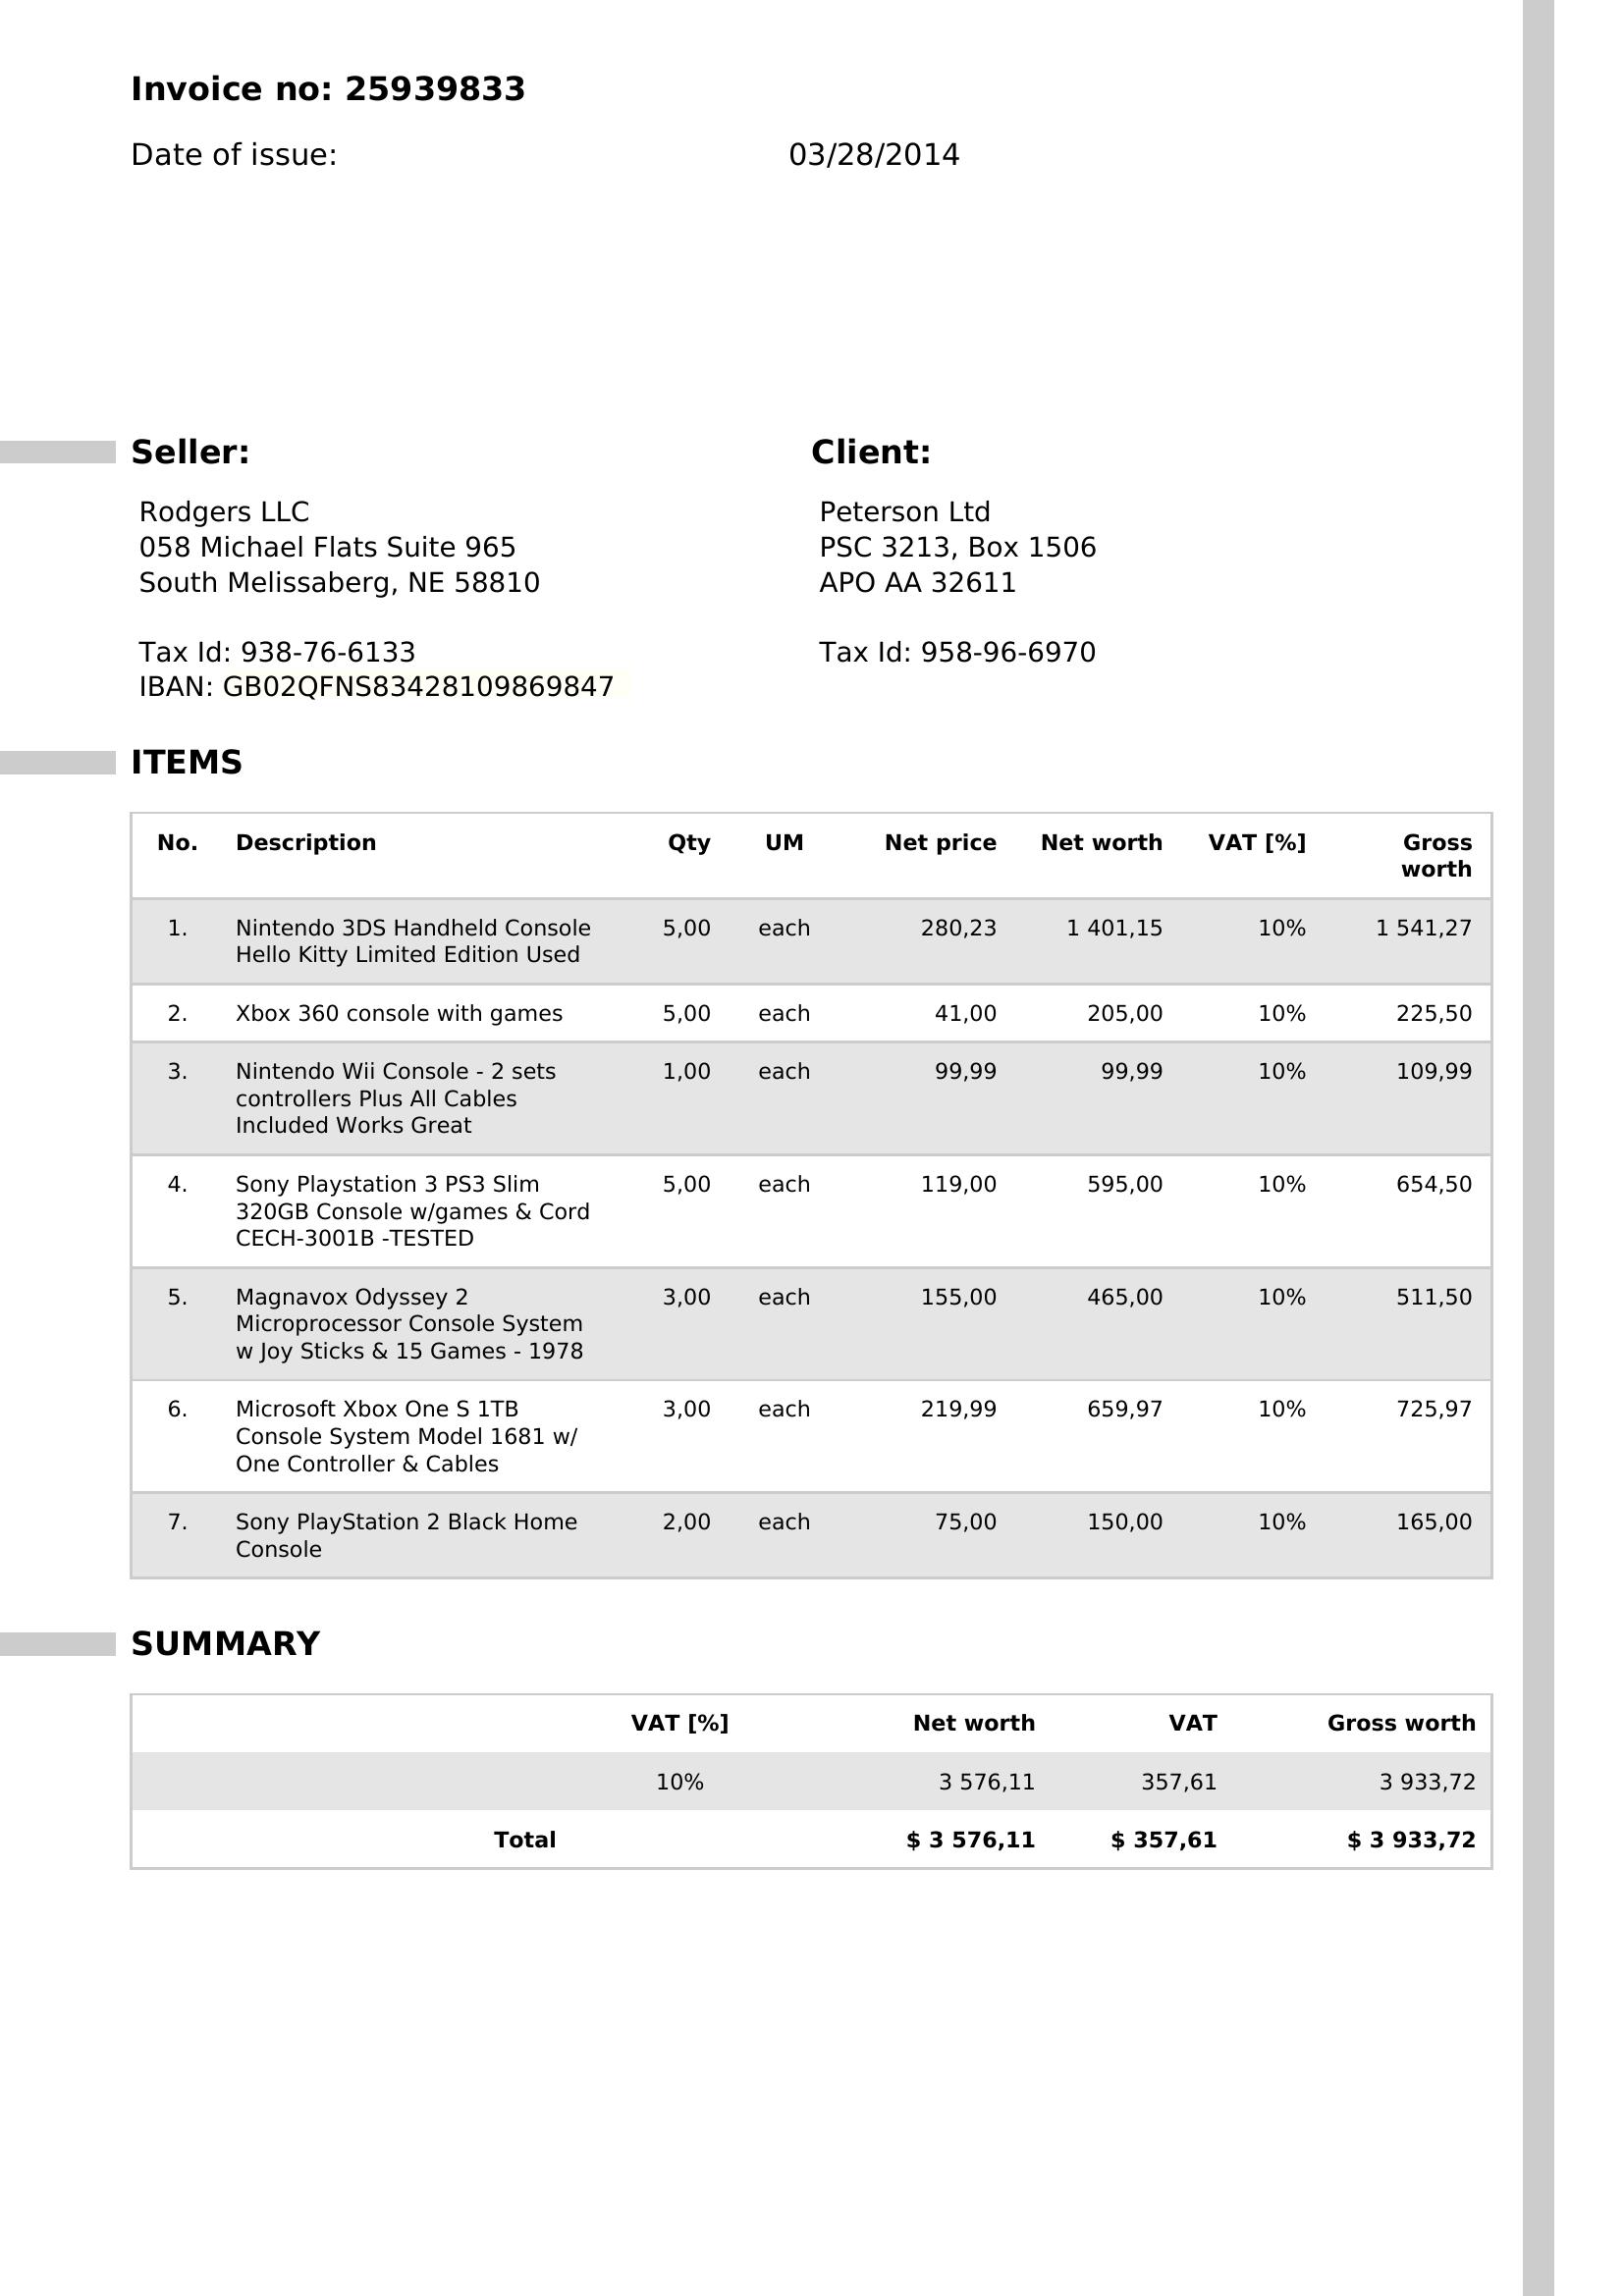 Invoice no: 25939833
Date of issue: 03/28/2014
Seller:
Rodgers LLC
058 Michael Flats Suite 965
South Melissaberg, NE 58810
Tax Id: 938-76-6133
IBAN: GB02QFNS83428109869847
Client:
Peterson Ltd
PSC 3213, Box 1506
APO AA 32611
Tax Id: 958-96-6970
ITEMS
No. Description Qty UM Net price Net worth VAT [%] Gross
worth
1. Nintendo 3DS Handheld Console 5,00 each 280,23 1 401,15 10% 1 541,27
Hello Kitty Limited Edition Used
2. Xbox 360 console with games 5,00 each 41,00 205,00 10% 225,50
3. Nintendo Wii Console - 2 sets 1,00 each 99,99 99,99 10% 109,99
controllers Plus All Cables
Included Works Great
4. Sony Playstation 3 PS3 Slim 5,00 each 119,00 595,00 10% 654,50
320GB Console w/games & Cord
CECH-3001B -TESTED
5. Magnavox Odyssey 2 3,00 each 155,00 465,00 10% 511,50
Microprocessor Console System
w Joy Sticks & 15 Games - 1978
6. Microsoft Xbox One S 1TB 3,00 each 219,99 659,97 10% 725,97
Console System Model 1681 w/
One Controller & Cables
7. Sony PlayStation 2 Black Home 2,00 each 75,00 150,00 10% 165,00
Console
SUMMARY
VAT [%] Net worth VAT Gross worth
10% 3 576,11 357,61 3 933,72
Total $ 3 576,11 $ 357,61 $ 3 933,72